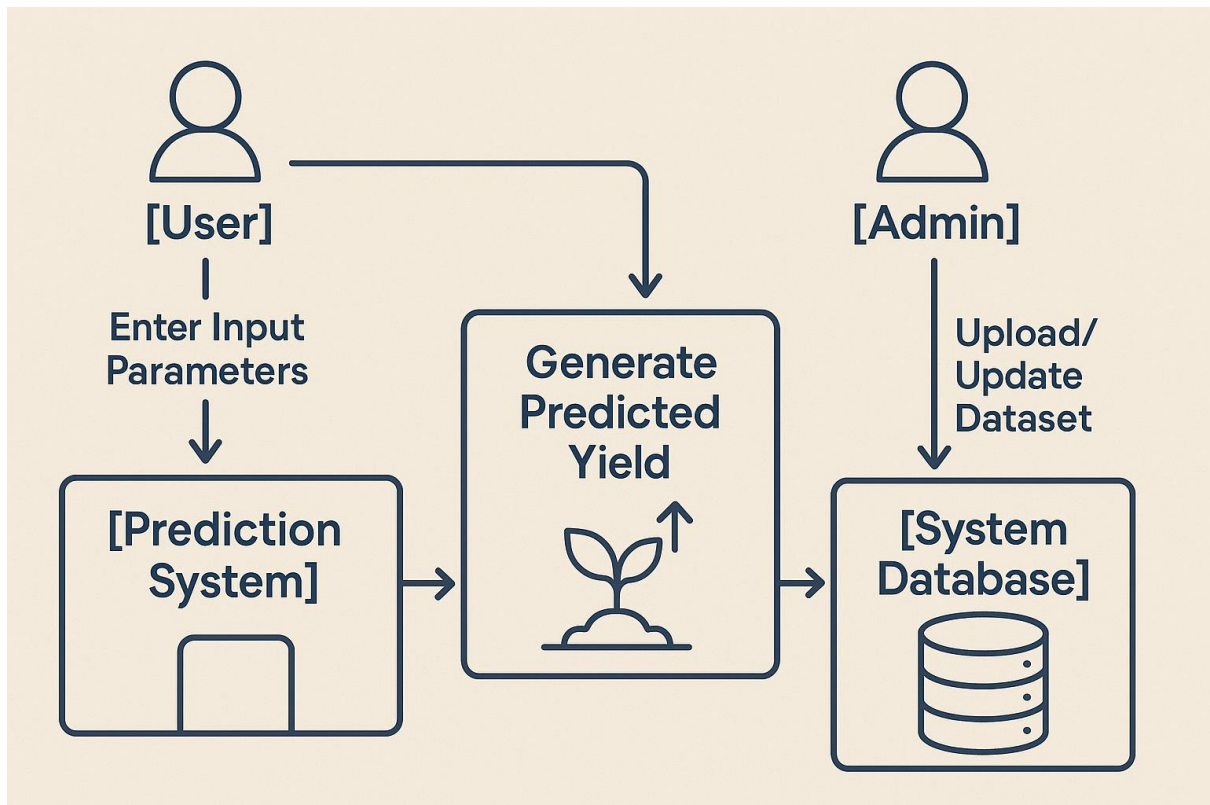 [User]
[Admin]
Enter Input
Parameters
Upload/
Update
Dataset
Generate
Predicted
Yield
[Prediction
System]
[System
Database]